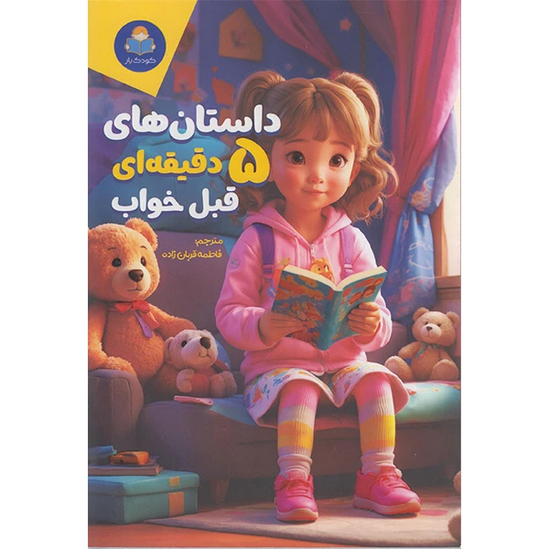 کودک یار
داستان‌های
۵ دقیقه‌ای
قبل خواب
مترجم:
فاطمه قربان زاده